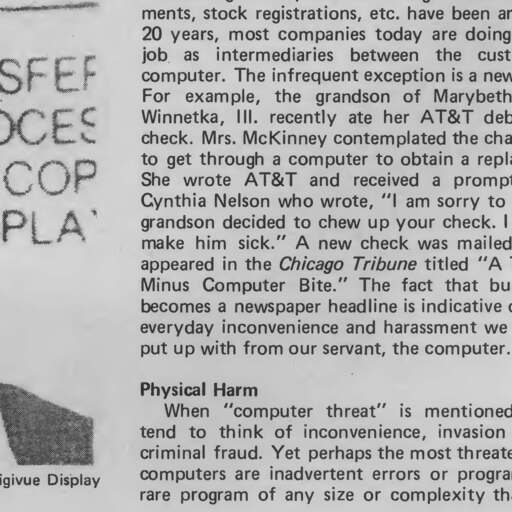 SFER
OCES
COP
PLAY
igivue Display
ments, stock registrations, etc. have been
20 years, most companies today are doing
job as intermediaries between the cust
computer. The infrequent exception is a new
For example, the grandson of Marybeth
Winnetka, Ill. recently ate her AT&T deb
check. Mrs. McKinney contemplated the cha
to get through a computer to obtain a repla
She wrote AT&T and received a prompt
Cynthia Nelson who wrote, "I am sorry to
grandson decided to chew up your check. I
make him sick." A new check was mailed
appeared in the Chicago Tribune titled "A
Minus Computer Bite." The fact that bu
becomes a newspaper headline is indicative
everyday inconvenience and harassment we
put up with from our servant, the computer.
Physical Harm
When "computer threat" is mentioned
tend to think of inconvenience, invasion
criminal fraud. Yet perhaps the most threate
computers are inadvertent errors or progra
rare program of any size or complexity tha